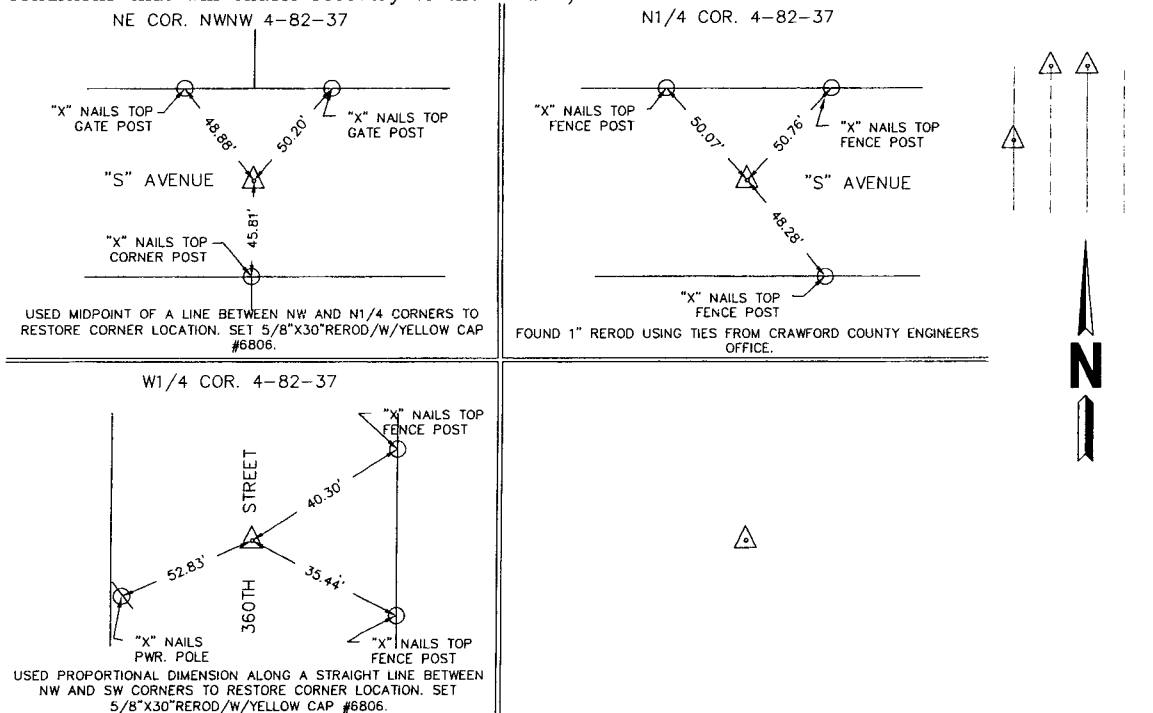 NE COR. NWNW 4-82-37
"X" NAILS TOP
GATE POST
48.88'
50.20'
"X" NAILS TOP
GATE POST
"S" AVENUE
45.81'
"X" NAILS TOP
CORNER POST
USED MIDPOINT OF A LINE BETWEEN NW AND N1/4 CORNERS TO
RESTORE CORNER LOCATION. SET 5/8"X30"REROD/W/YELLOW CAP
#6806.
N1/4 COR. 4-82-37
"X" NAILS TOP
FENCE POST
50.07'
50.76'
"X" NAILS TOP
FENCE POST
"S" AVENUE
48.28'
"X" NAILS TOP
FENCE POST
FOUND 1" REROD USING TIES FROM CRAWFORD COUNTY ENGINEERS
OFFICE.
N
W1/4 COR. 4-82-37
"X" NAILS TOP
FENCE POST
360TH STREET
40.30'
52.83'
35.44'
"X" NAILS
PWR. POLE
"X" NAILS TOP
FENCE POST
USED PROPORTIONAL DIMENSION ALONG A STRAIGHT LINE BETWEEN
NW AND SW CORNERS TO RESTORE CORNER LOCATION. SET
5/8"X30"REROD/W/YELLOW CAP #6806.